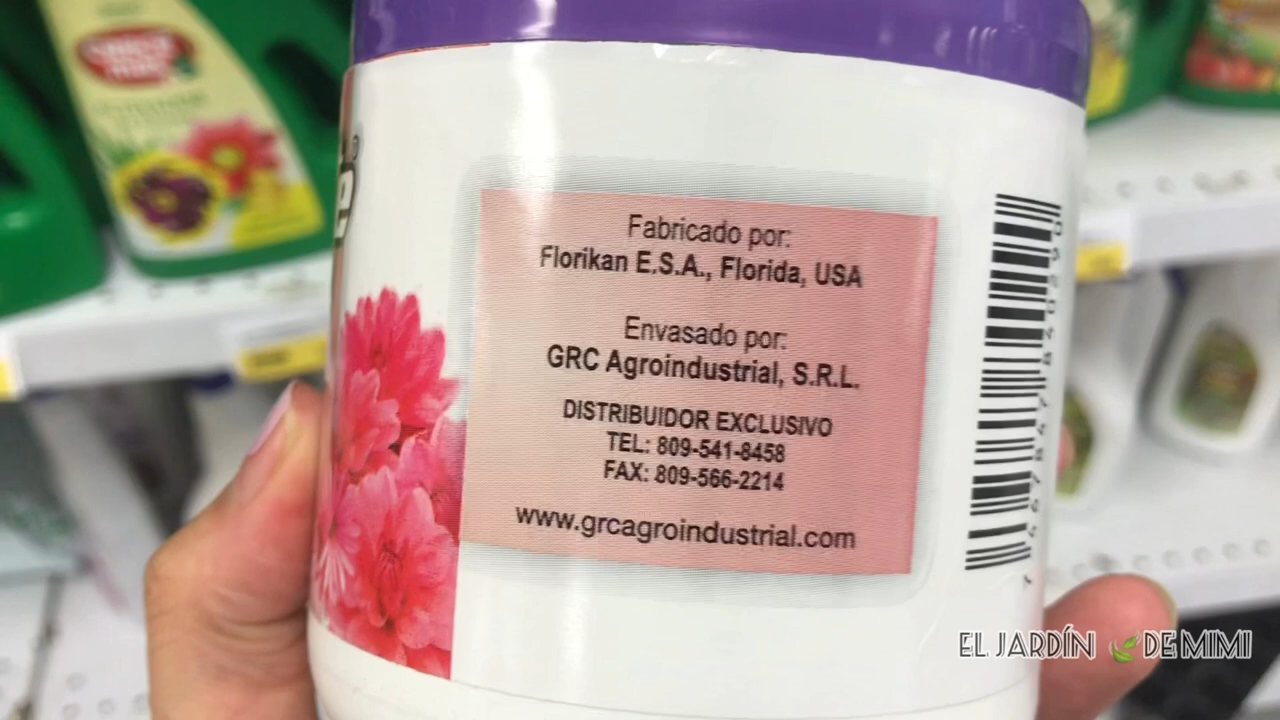 Fabricado por:
Florikan E.S.A., Florida, USA
Envasado por:
GRC Agroindustrial, S.R.L.
DISTRIBUIDOR EXCLUSIVO
TEL: 809-541-8458
FAX: 809-566-2214
www.grcagroindustrial.com
EL JARDÍN DE MIMI